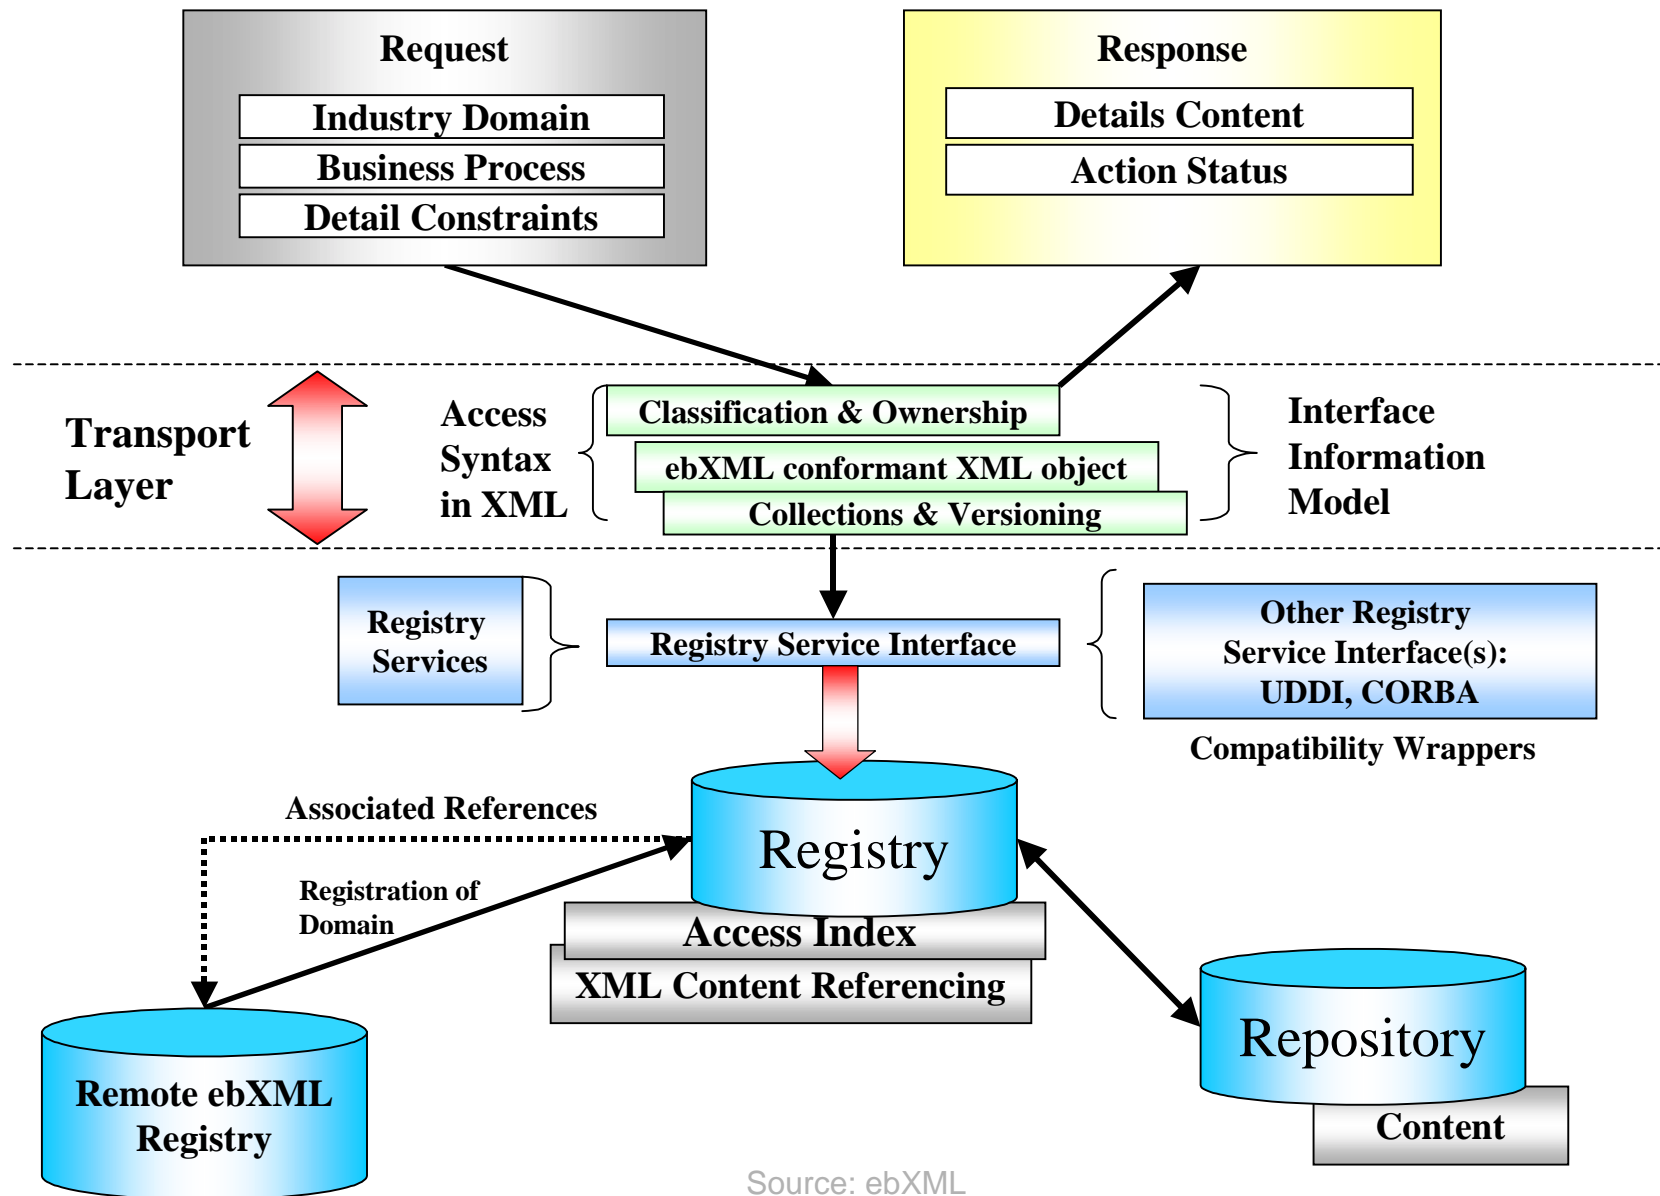 Request
Industry Domain
Business Process
Detail Constraints
Response
Details Content
Action Status
Transport
Layer
Access
Syntax
in XML
Classification & Ownership
ebXML conformant XML object
Collections & Versioning
Interface
Information
Model
Registry
Services
Registry Service Interface
Other Registry
Service Interface(s):
UDDI, CORBA
Compatibility Wrappers
Associated References
Registration of
Domain
Registry
Access Index
XML Content Referencing
Remote ebXML
Registry
Repository
Content
Source: ebXML